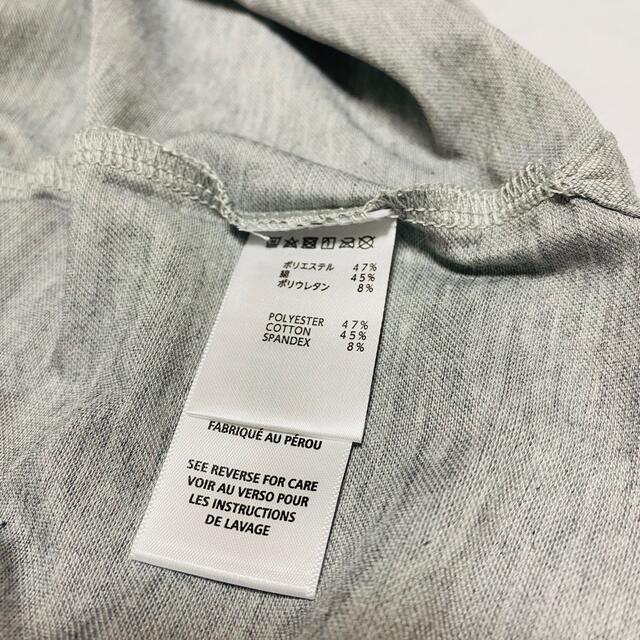 ポリエステル 47%
綿 45%
ポリウレタン 8%
POLYESTER 47%
COTTON 45%
SPANDEX 8%
FABRIQUÉ AU PÉROU
SEE REVERSE FOR CARE
VOIR AU VERSO POUR
LES INSTRUCTIONS
DE LAVAGE